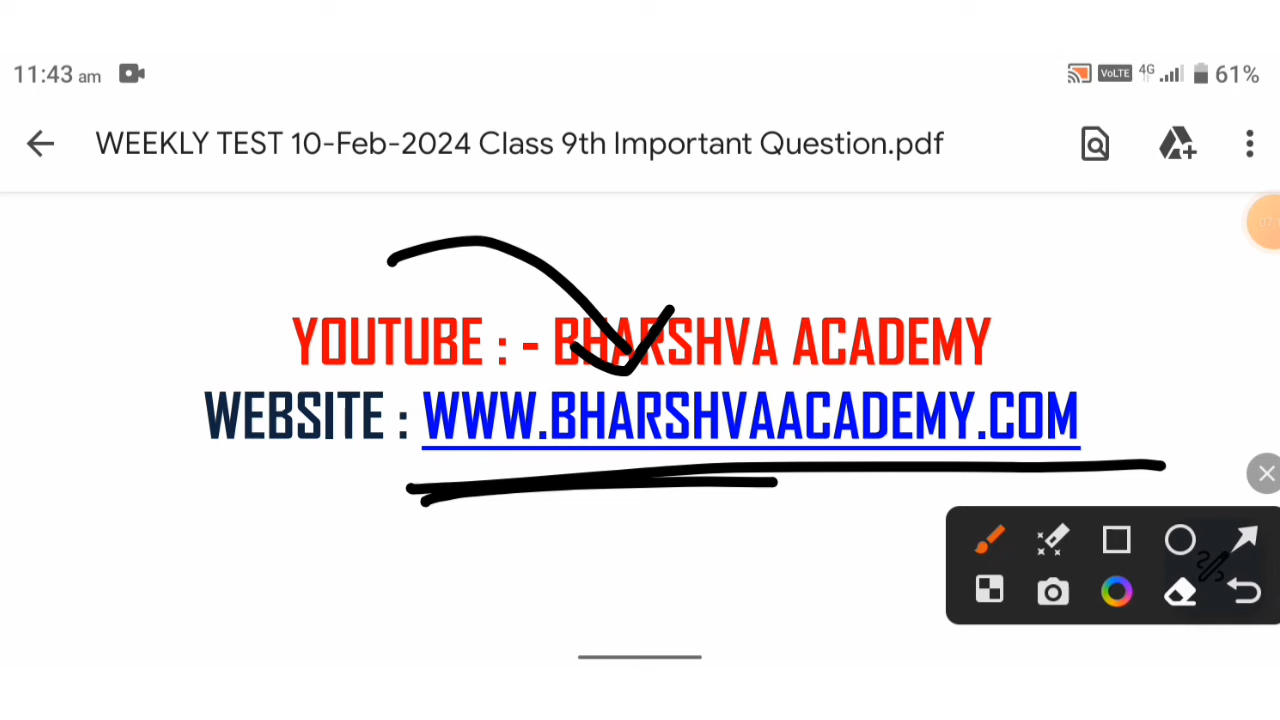 11:43 am VoLTE 4G 61%
WEEKLY TEST 10-Feb-2024 Class 9th Important Question.pdf
YOUTUBE : - BHARSHVA ACADEMY
WEBSITE : WWW.BHARSHVAACADEMY.COM